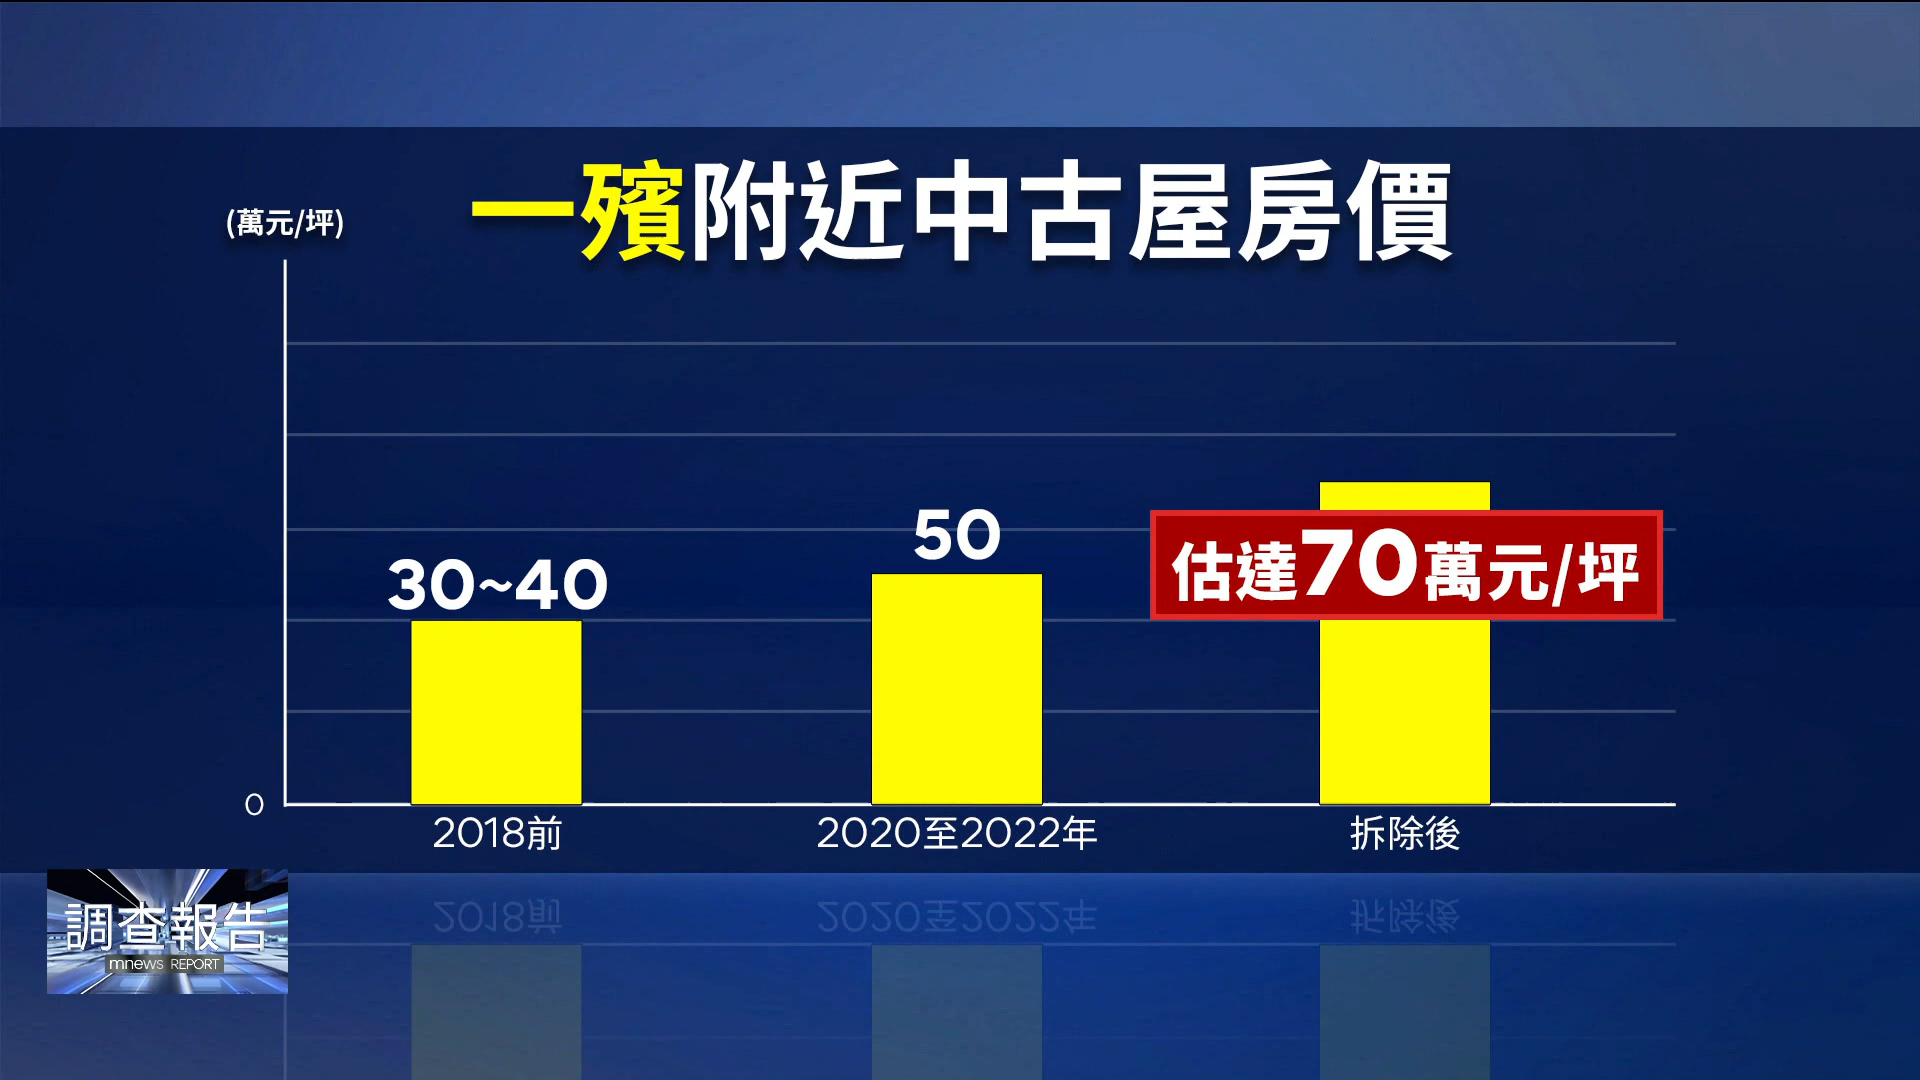 一殯附近中古屋房價
(萬元/坪)
30~40
50
估達70萬元/坪
0
2018前
2020至2022年
拆除後
調查報告
mnews REPORT